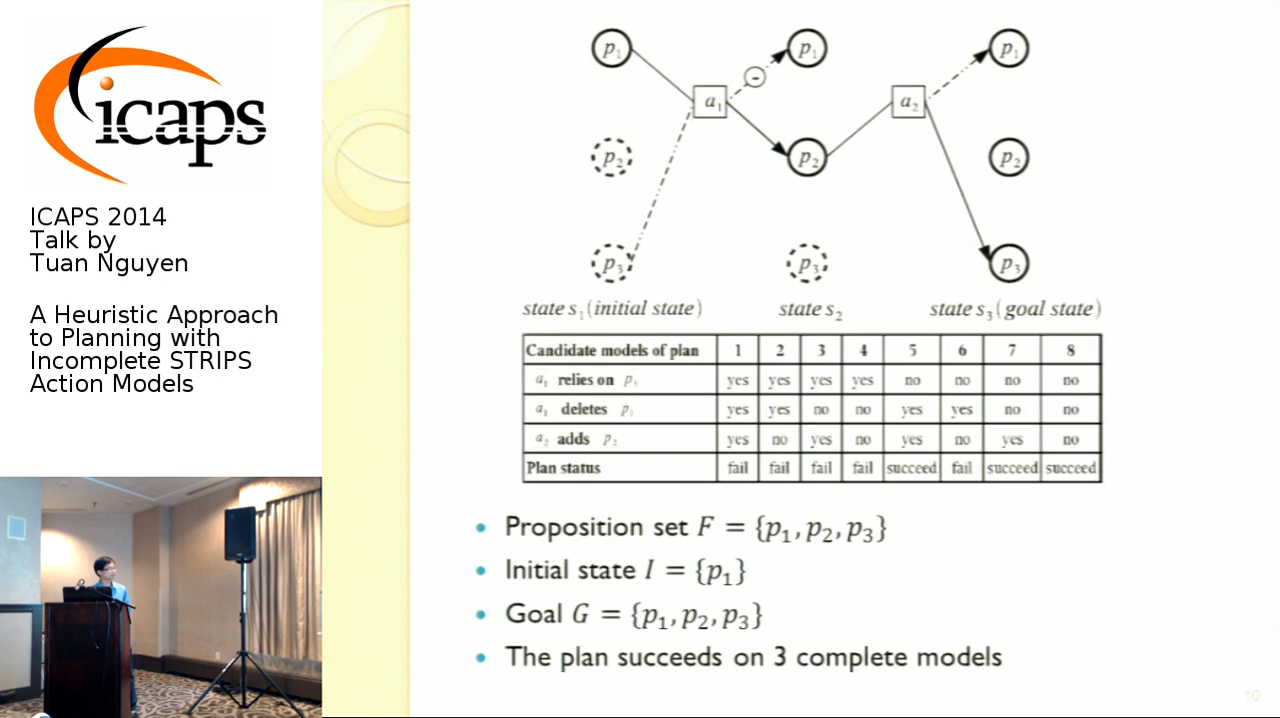 icaps
ICAPS 2014
Talk by
Tuan Nguyen
A Heuristic Approach
to Planning with
Incomplete STRIPS
Action Models
p₁ p₁ p₁
- 
a₁ a₂
p₂ p₂ p₂
p₃ p₃ p₃
state s₁(initial state) state s₂ state s₃(goal state)
Candidate models of plan 1 2 3 4 5 6 7 8
a₁ relies on yes yes yes yes no no no no
a₁ deletes p₁ yes yes no no yes yes no no
adds yes no yes no yes no yes no
Plan status fail fail fail fail succeed fail succeed succeed
• Proposition set F = {p₁, p₂, p₃}
• Initial state I = {p₁}
• Goal G = {p₁, p₂, p₃}
• The plan succeeds on 3 complete models
10